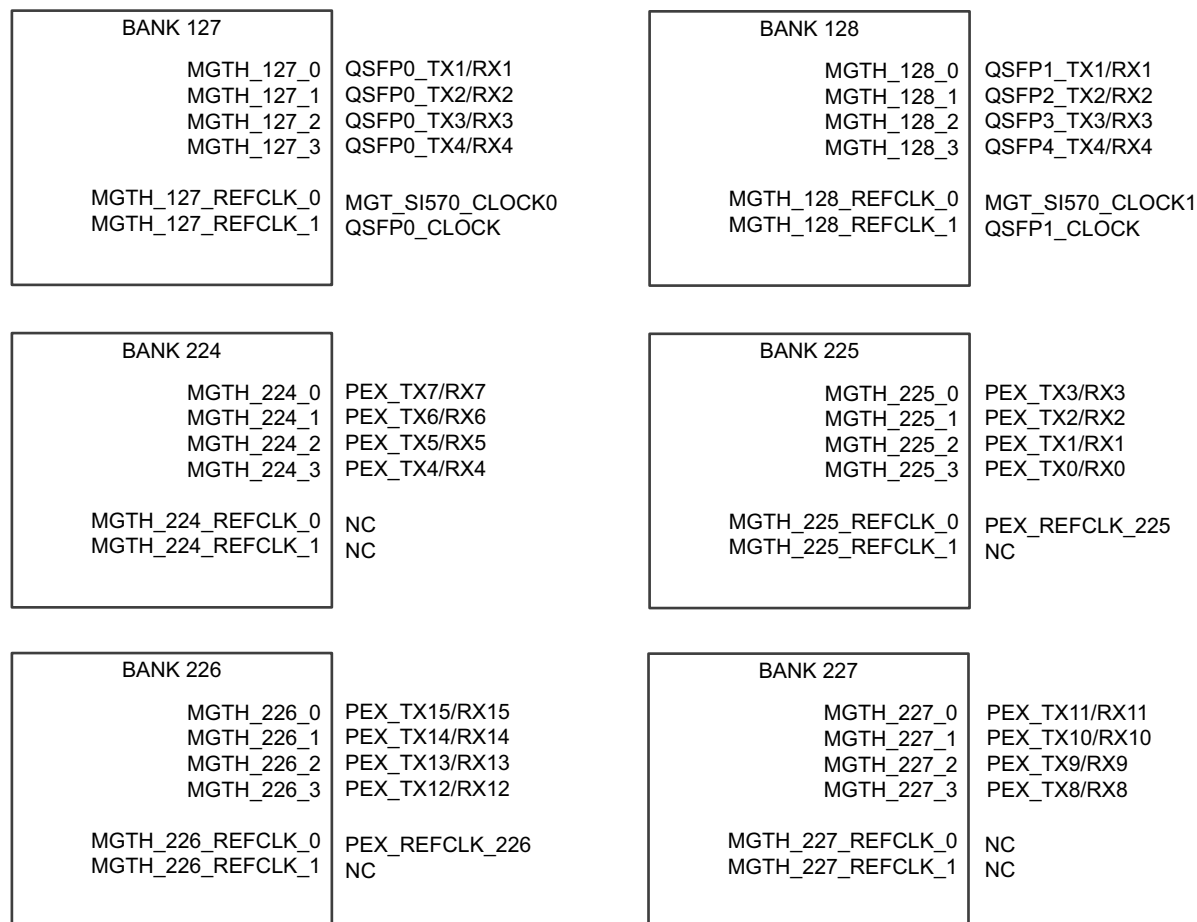 BANK 127
MGTH_127_0 QSFP0_TX1/RX1
MGTH_127_1 QSFP0_TX2/RX2
MGTH_127_2 QSFP0_TX3/RX3
MGTH_127_3 QSFP0_TX4/RX4
MGTH_127_REFCLK_0 MGT_SI570_CLOCK0
MGTH_127_REFCLK_1 QSFP0_CLOCK
BANK 128
MGTH_128_0 QSFP1_TX1/RX1
MGTH_128_1 QSFP2_TX2/RX2
MGTH_128_2 QSFP3_TX3/RX3
MGTH_128_3 QSFP4_TX4/RX4
MGTH_128_REFCLK_0 MGT_SI570_CLOCK1
MGTH_128_REFCLK_1 QSFP1_CLOCK
BANK 224
MGTH_224_0 PEX_TX7/RX7
MGTH_224_1 PEX_TX6/RX6
MGTH_224_2 PEX_TX5/RX5
MGTH_224_3 PEX_TX4/RX4
MGTH_224_REFCLK_0 NC
MGTH_224_REFCLK_1 NC
BANK 225
MGTH_225_0 PEX_TX3/RX3
MGTH_225_1 PEX_TX2/RX2
MGTH_225_2 PEX_TX1/RX1
MGTH_225_3 PEX_TX0/RX0
MGTH_225_REFCLK_0 PEX_REFCLK_225
MGTH_225_REFCLK_1 NC
BANK 226
MGTH_226_0 PEX_TX15/RX15
MGTH_226_1 PEX_TX14/RX14
MGTH_226_2 PEX_TX13/RX13
MGTH_226_3 PEX_TX12/RX12
MGTH_226_REFCLK_0 PEX_REFCLK_226
MGTH_226_REFCLK_1 NC
BANK 227
MGTH_227_0 PEX_TX11/RX11
MGTH_227_1 PEX_TX10/RX10
MGTH_227_2 PEX_TX9/RX9
MGTH_227_3 PEX_TX8/RX8
MGTH_227_REFCLK_0 NC
MGTH_227_REFCLK_1 NC